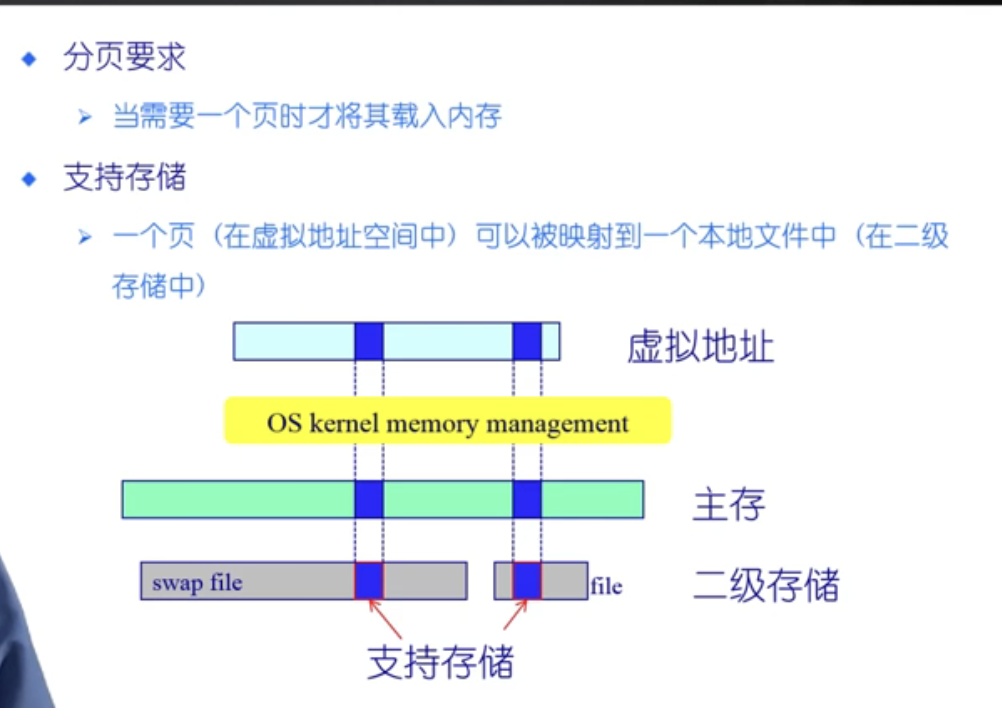 分页要求
当需要一个页时才将其载入内存
支持存储
一个页（在虚拟地址空间中）可以被映射到一个本地文件中（在二级
存储中）
虚拟地址
OS kernel memory management
主存
swap file
file
二级存储
支持存储